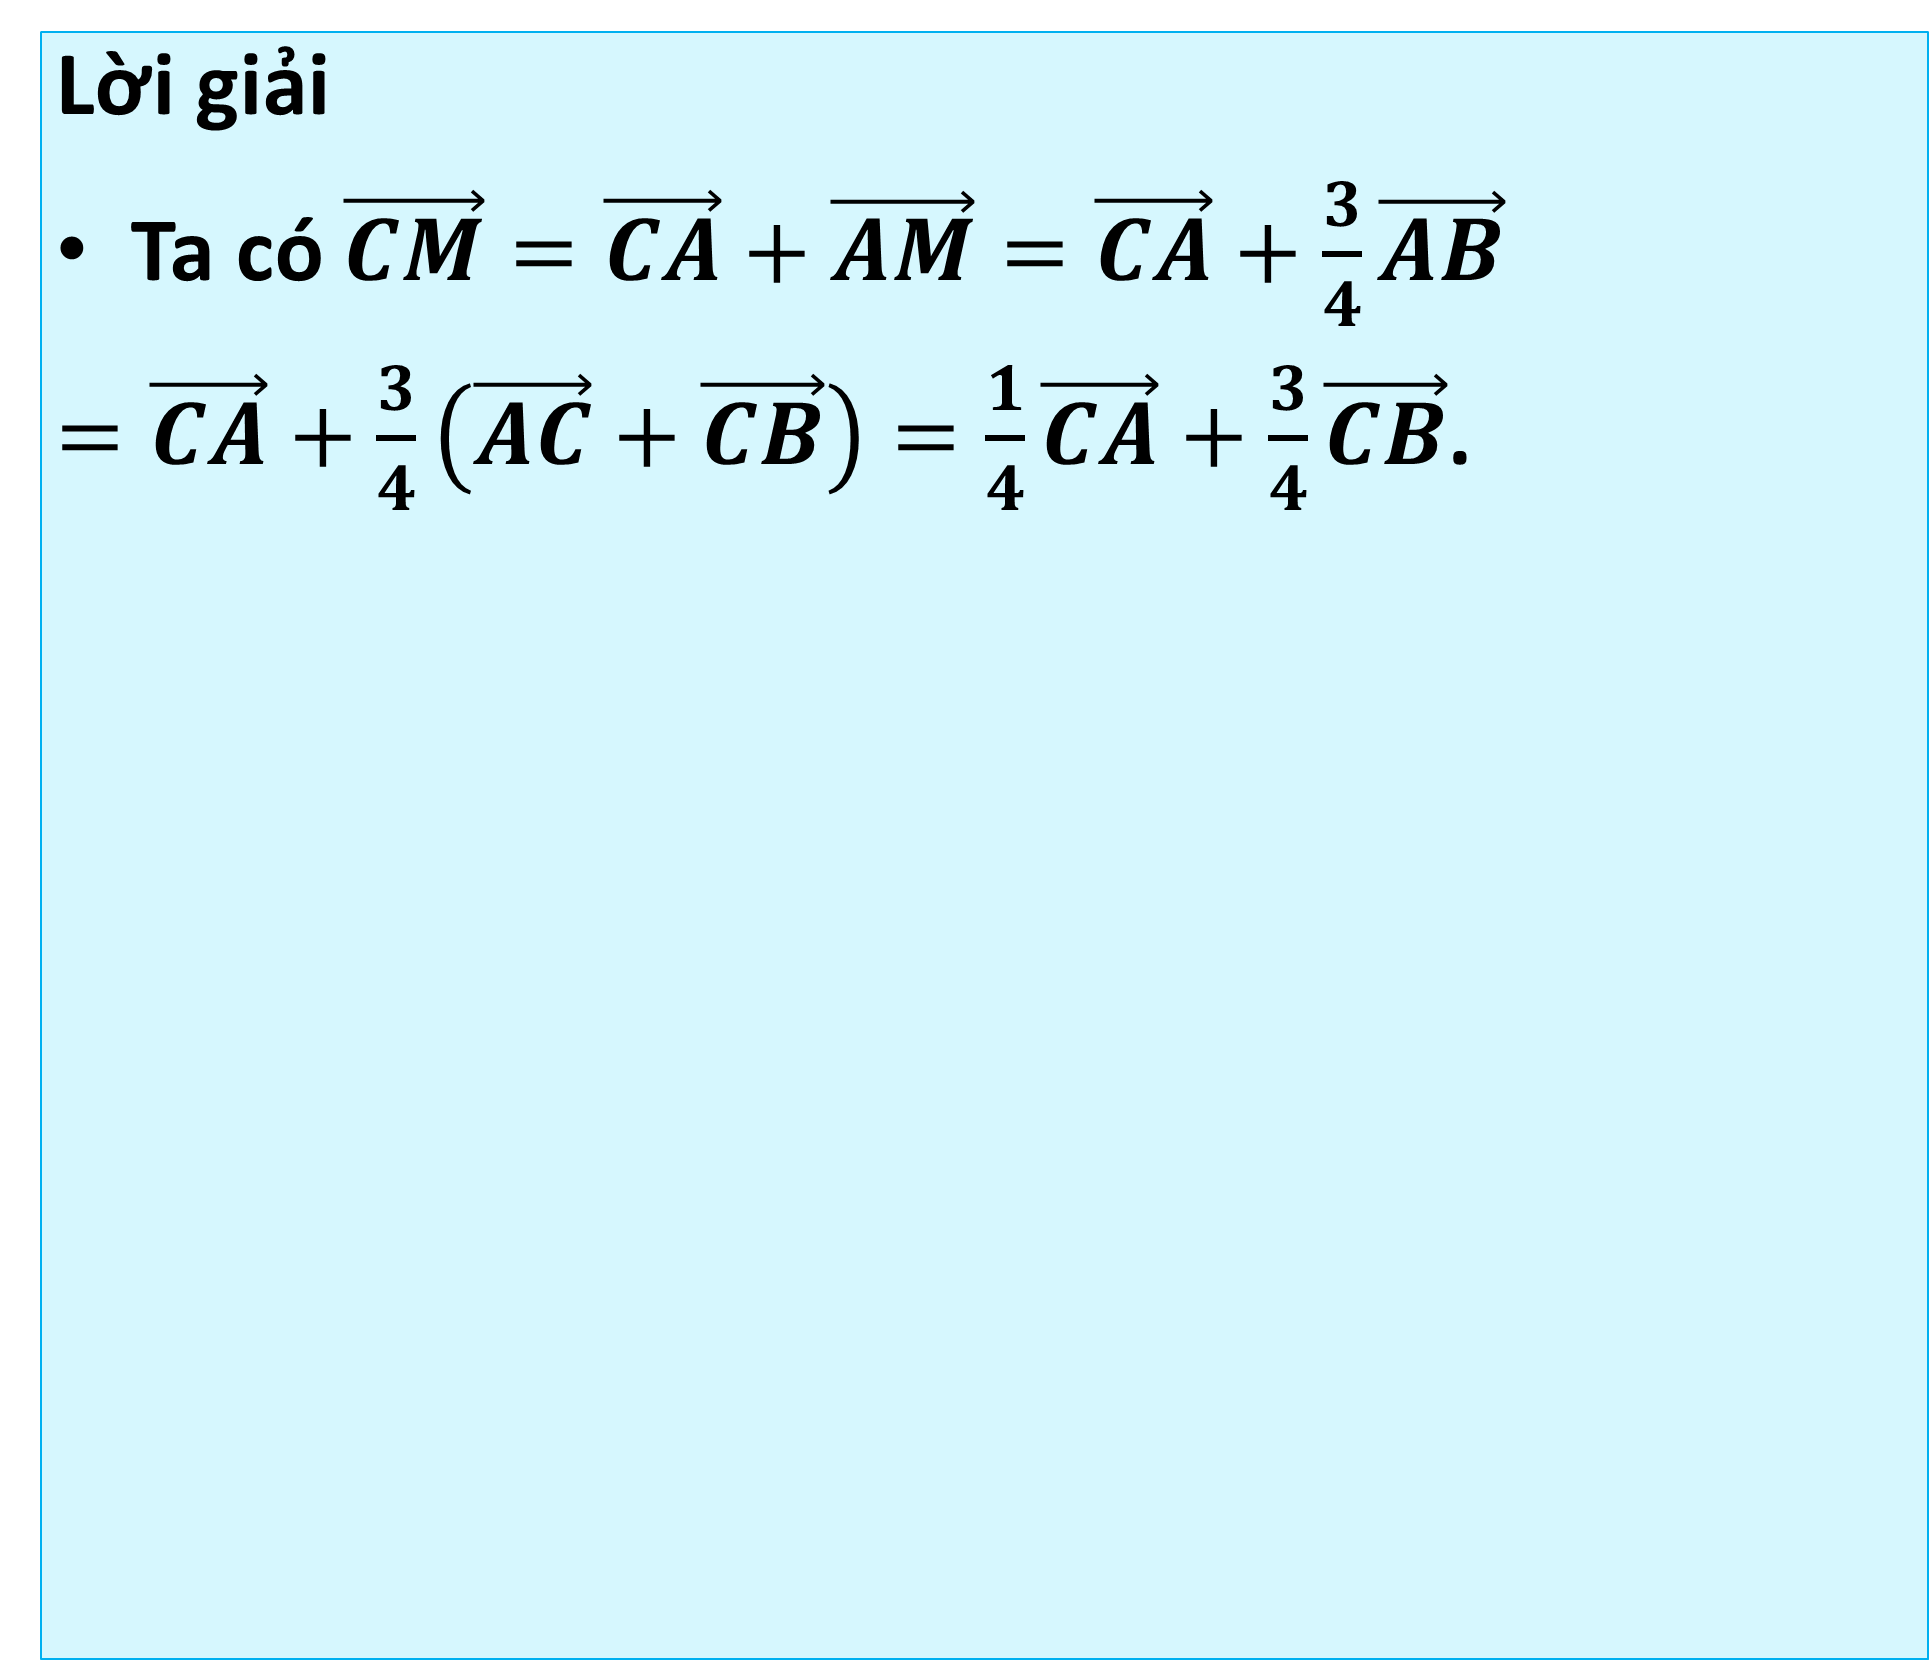 Lời giải
• Ta có $\overrightarrow{CM} = \overrightarrow{CA} + \overrightarrow{AM} = \overrightarrow{CA} + \frac{3}{4}\overrightarrow{AB}$
$= \overrightarrow{CA} + \frac{3}{4}\left(\overrightarrow{AC} + \overrightarrow{CB}\right) = \frac{1}{4}\overrightarrow{CA} + \frac{3}{4}\overrightarrow{CB}.$